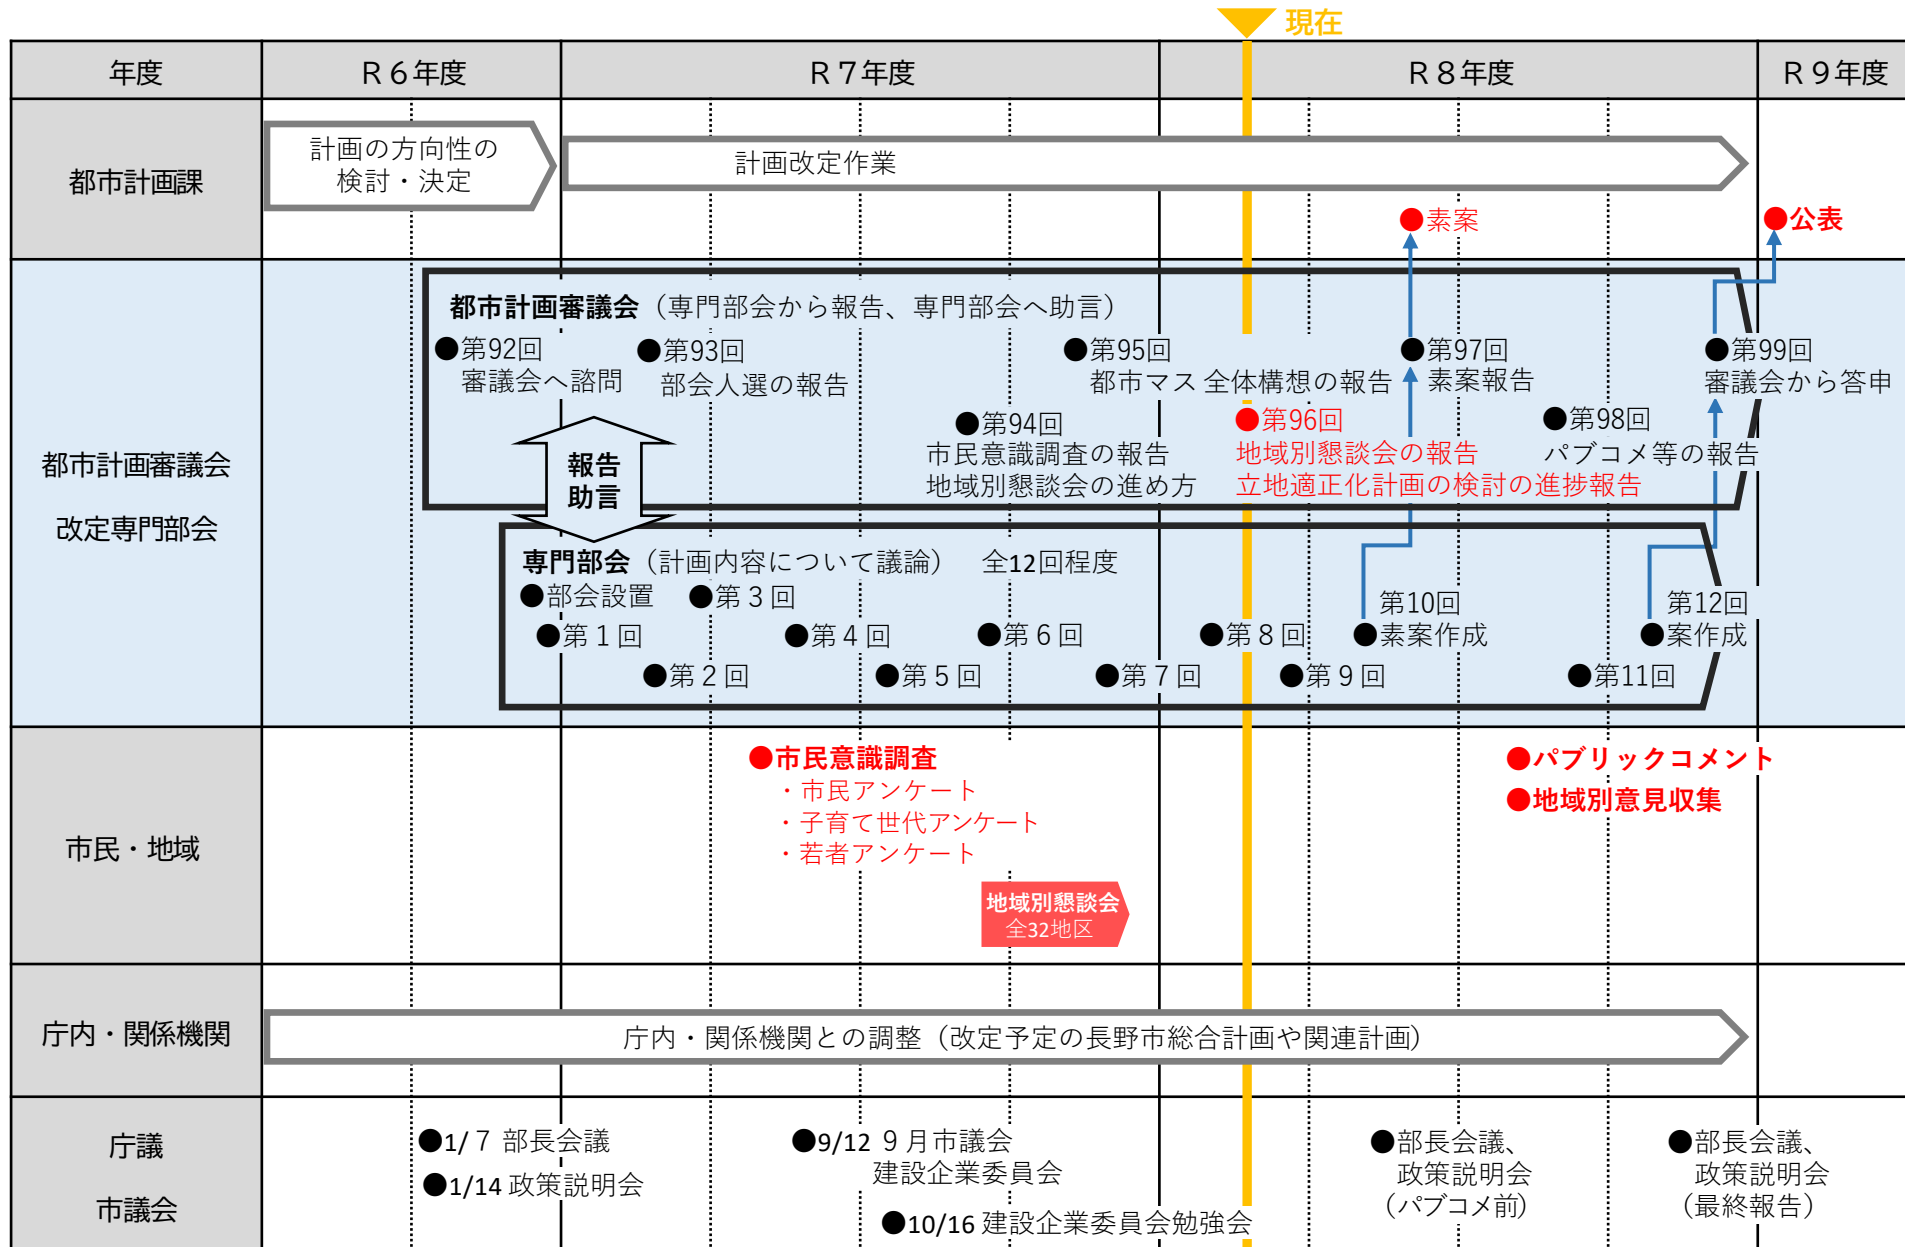 現在
年度
R６年度
R７年度
R８年度
R９年度
都市計画課
計画の方向性の
検討・決定
計画改定作業
●素案
●公表
都市計画審議会
改定専門部会
都市計画審議会（専門部会から報告、専門部会へ助言）
●第92回
審議会へ諮問
●第93回
部会人選の報告
●第95回
都市マス 全体構想の報告
●第97回
素案報告
●第99回
審議会から答申
●第94回
市民意識調査の報告
地域別懇談会の進め方
●第96回
地域別懇談会の報告
立地適正化計画の検討の進捗報告
●第98回
パブコメ等の報告
報告
助言
専門部会（計画内容について議論）　全12回程度
●部会設置
●第１回
●第２回
●第３回
●第４回
●第５回
●第６回
●第７回
●第８回
●第９回
第10回
●素案作成
●第11回
第12回
●案作成
市民・地域
●市民意識調査
・市民アンケート
・子育て世代アンケート
・若者アンケート
地域別懇談会
全32地区
●パブリックコメント
●地域別意見収集
庁内・関係機関
庁内・関係機関との調整（改定予定の長野市総合計画や関連計画）
庁議
市議会
●1/７ 部長会議
●1/14 政策説明会
●9/12 ９月市議会
建設企業委員会
●10/16 建設企業委員会勉強会
●部長会議、
政策説明会
（パブコメ前）
●部長会議、
政策説明会
（最終報告）